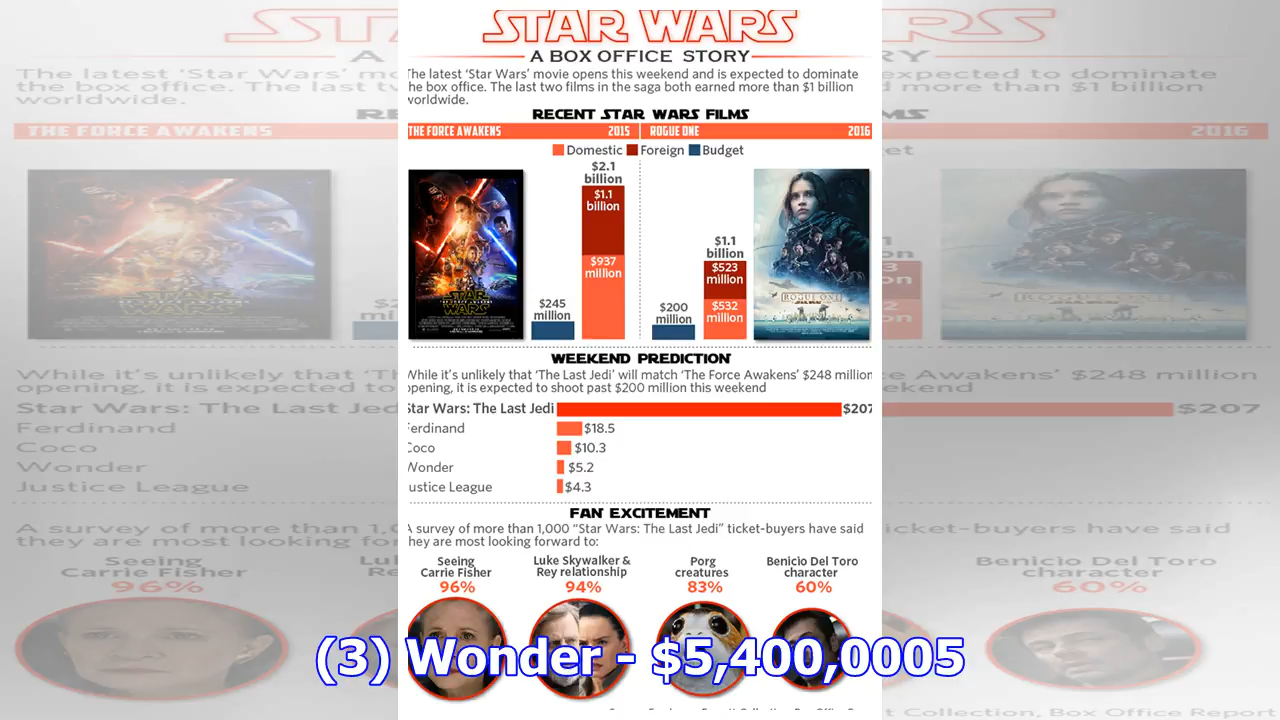 STAR WARS
A BOX OFFICE STORY
The latest 'Star Wars' movie opens this weekend and is expected to dominate
the box office. The last two films in the saga both earned more than $1 billion
worldwide.
RECENT STAR WARS FILMS
THE FORCE AWAKENS 2015 ROGUE ONE 2016
Domestic Foreign Budget
$2.1
billion
$1.1
billion
$937
million
$245
million
$1.1
billion
$523
million
$532
million
$200
million
STAR
WARS
ROGUE ONE
WEEKEND PREDICTION
While it's unlikely that 'The Last Jedi' will match 'The Force Awakens' $248 million
opening, it is expected to shoot past $200 million this weekend
Star Wars: The Last Jedi $207
Ferdinand $18.5
Coco $10.3
Wonder $5.2
Justice League $4.3
FAN EXCITEMENT
A survey of more than 1,000 "Star Wars: The Last Jedi" ticket-buyers have said
they are most looking forward to:
Seeing
Carrie Fisher
96%
Luke Skywalker &
Rey relationship
94%
Porg
creatures
83%
Benicio Del Toro
character
60%
(3) Wonder - $5,400,0005
t Collection, Box Office Report